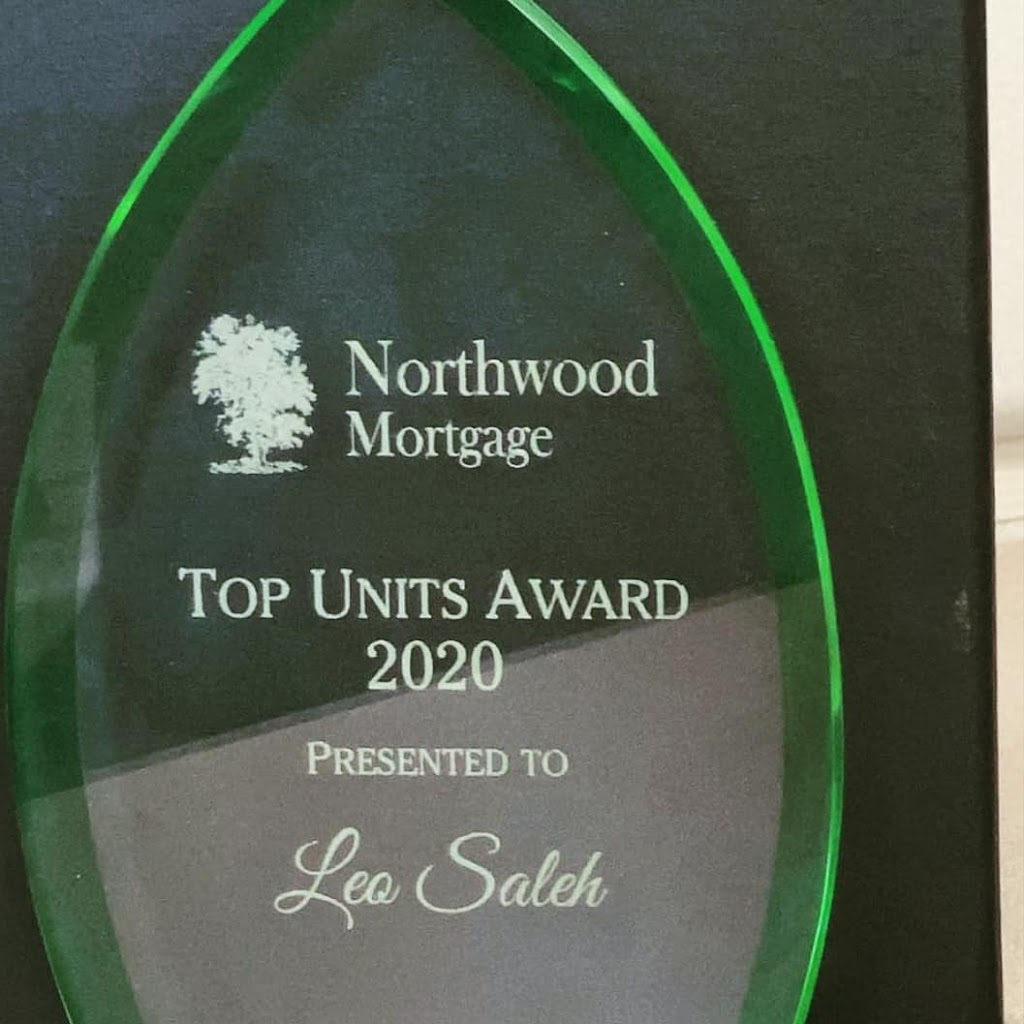 Northwood
Mortgage
TOP UNITS AWARD
2020
PRESENTED TO
Leo Saleh